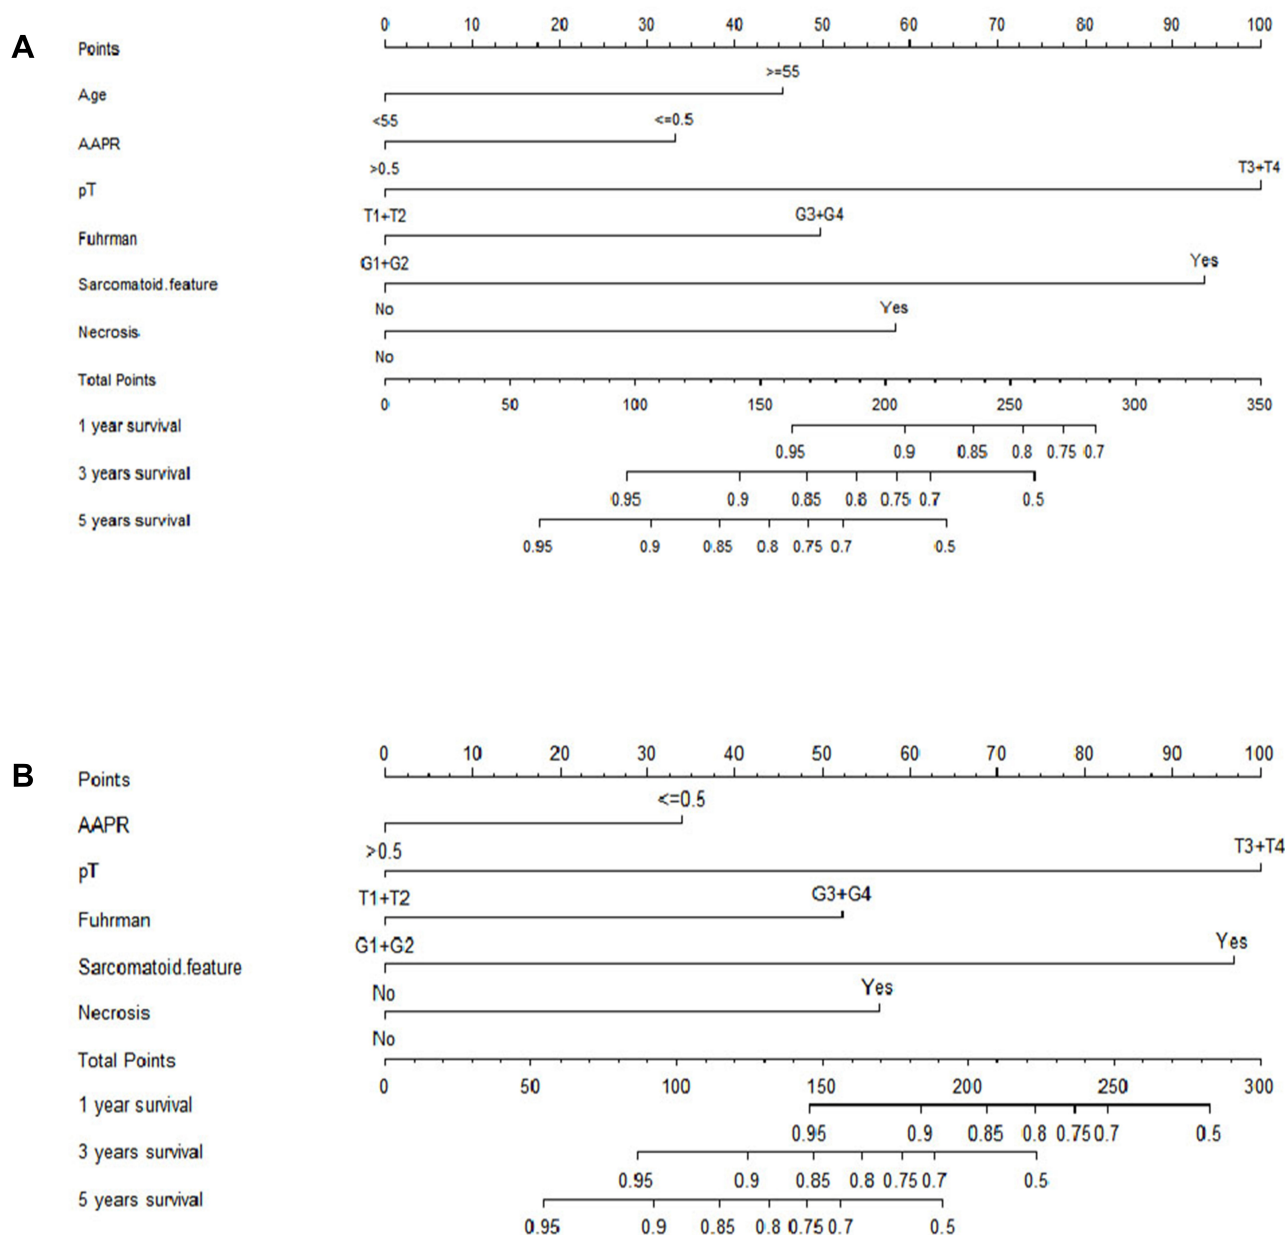 A
0 10 20 30 40 50 60 70 80 90 100
Points
>=55
Age
<55 <=0.5
AAPR
>0.5 T3+T4
pT
T1+T2 G3+G4
Fuhrman
G1+G2 Yes
Sarcomatoid.feature
No Yes
Necrosis
No
Total Points
0 50 100 150 200 250 300 350
1 year survival
0.95 0.9 0.85 0.8 0.75 0.7
3 years survival
0.95 0.9 0.85 0.8 0.75 0.7 0.5
5 years survival
0.95 0.9 0.85 0.8 0.75 0.7 0.5
B
0 10 20 30 40 50 60 70 80 90 100
Points
<=0.5
AAPR
>0.5 T3+T4
pT
T1+T2 G3+G4
Fuhrman
G1+G2 Yes
Sarcomatoid.feature
No Yes
Necrosis
No
Total Points
0 50 100 150 200 250 300
1 year survival
0.95 0.9 0.85 0.8 0.75 0.7 0.5
3 years survival
0.95 0.9 0.85 0.8 0.75 0.7 0.5
5 years survival
0.95 0.9 0.85 0.8 0.75 0.7 0.5